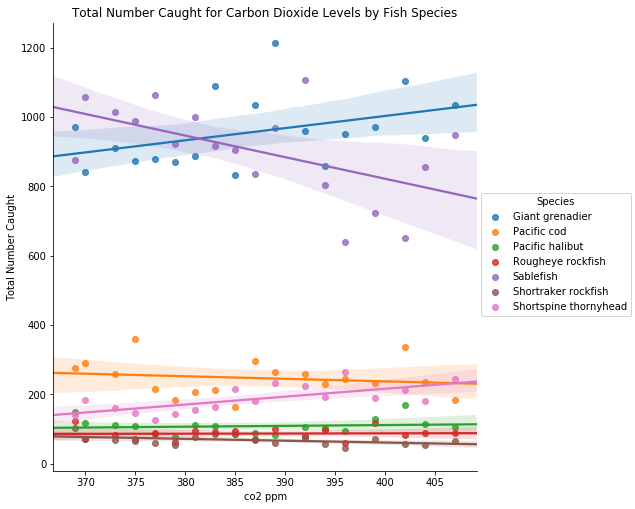 Total Number Caught for Carbon Dioxide Levels by Fish Species
1200
1000
800
600
400
200
0
Total Number Caught
370 375 380 385 390 395 400 405
co2 ppm
Species
Giant grenadier
Pacific cod
Pacific halibut
Rougheye rockfish
Sablefish
Shortraker rockfish
Shortspine thornyhead